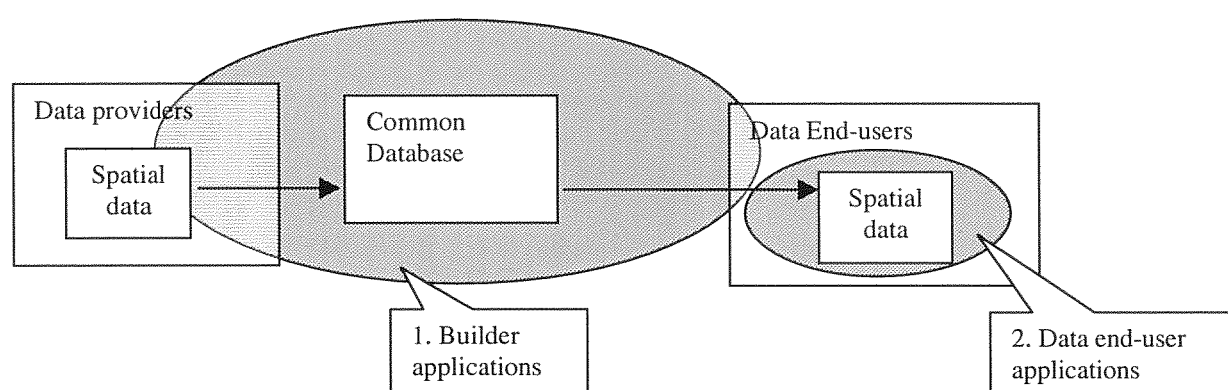 Data providers
Spatial
data
Common
Database
Data End-users
Spatial
data
1. Builder
applications
2. Data end-user
applications